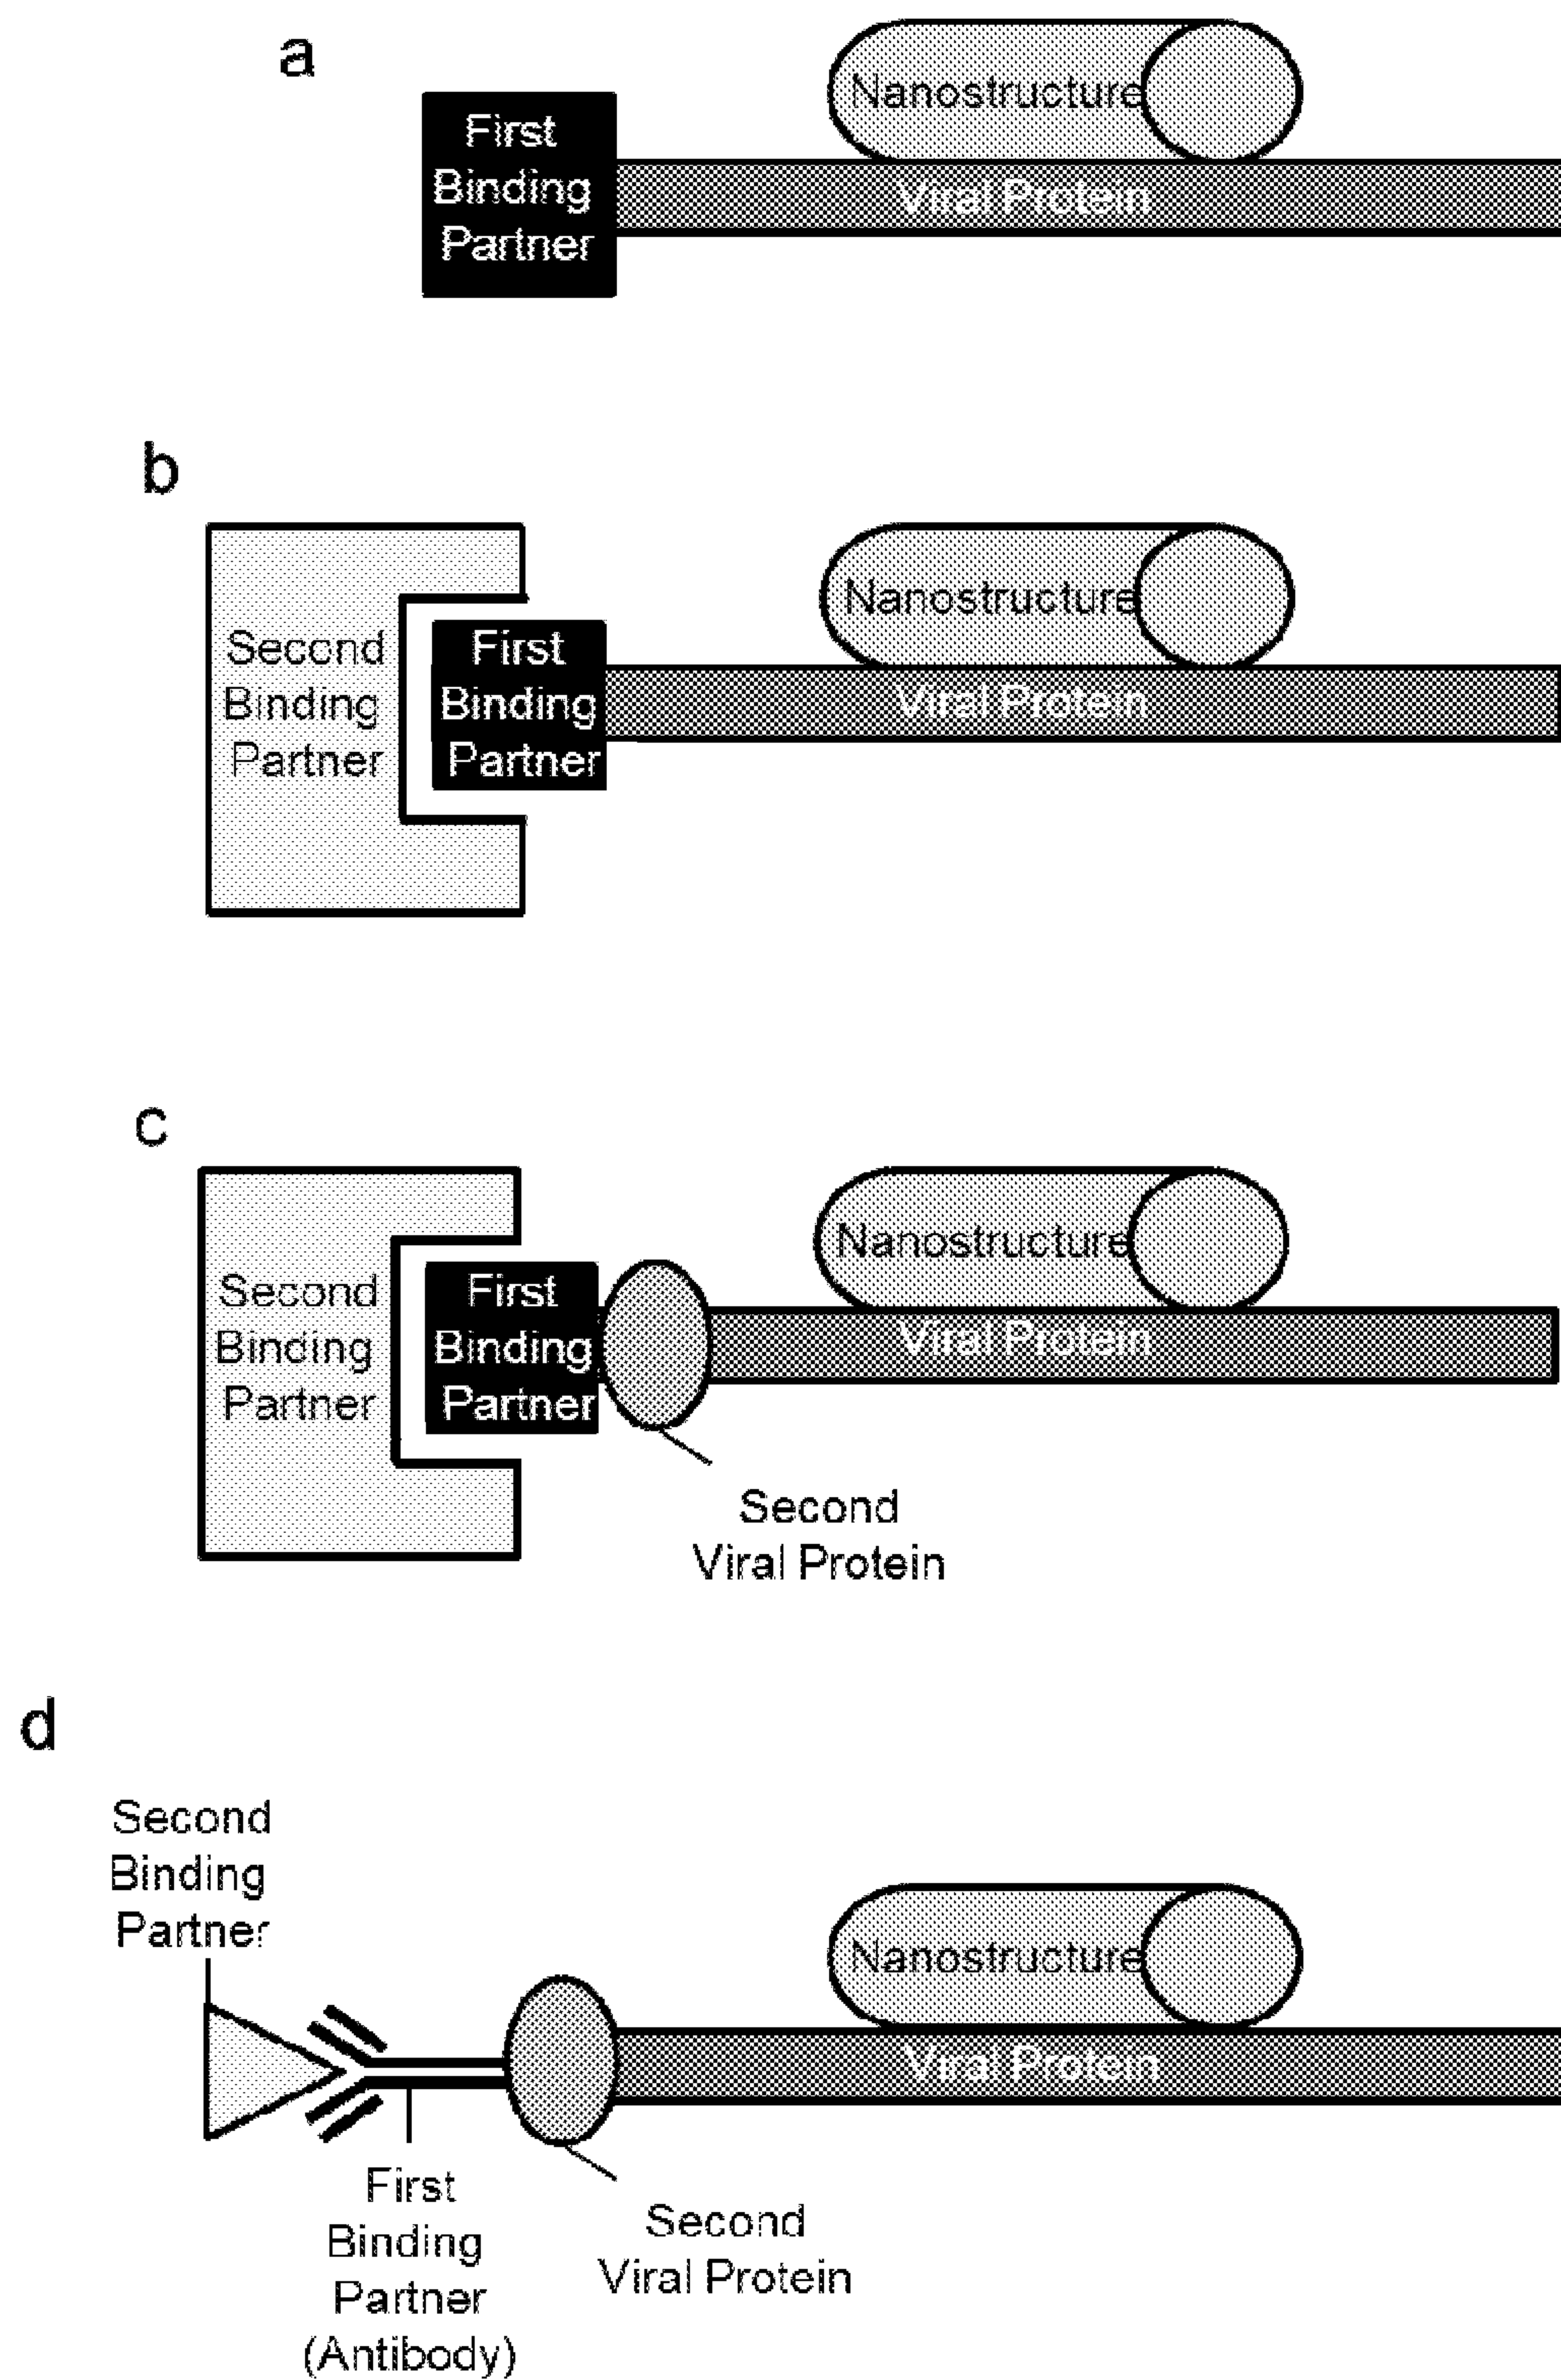 a
Nanostructure
First
Binding
Partner
Viral Protein
b
Nanostructure
Second
Binding
Partner
First
Binding
Partner
Viral Protein
c
Nanostructure
Second
Binding
Partner
First
Binding
Partner
Viral Protein
Second
Viral Protein
d
Second
Binding
Partner
Nanostructure
Viral Protein
First
Binding
Partner
(Antibody)
Second
Viral Protein